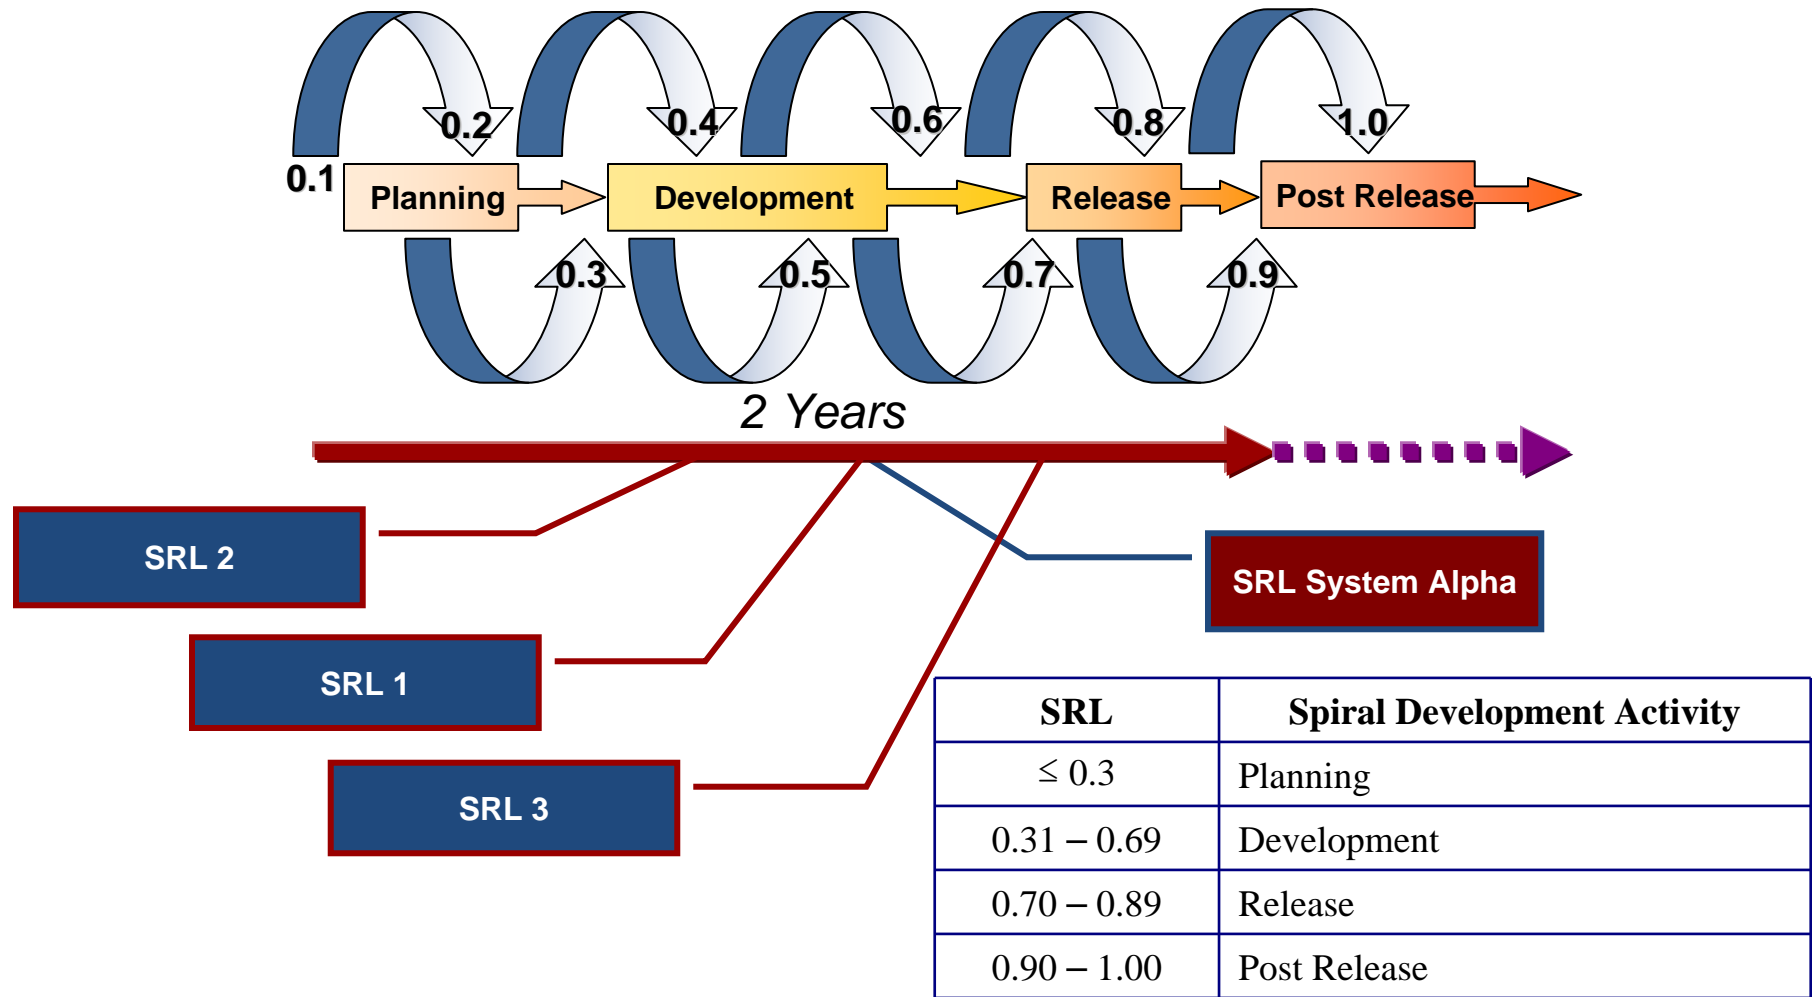 0.2
0.4
0.6
0.8
1.0
0.1
Planning
Development
Release
Post Release
0.3
0.5
0.7
0.9
2 Years
SRL 2
SRL System Alpha
SRL 1
SRL 3
SRL Spiral Development Activity
≤ 0.3 Planning
0.31 – 0.69 Development
0.70 – 0.89 Release
0.90 – 1.00 Post Release